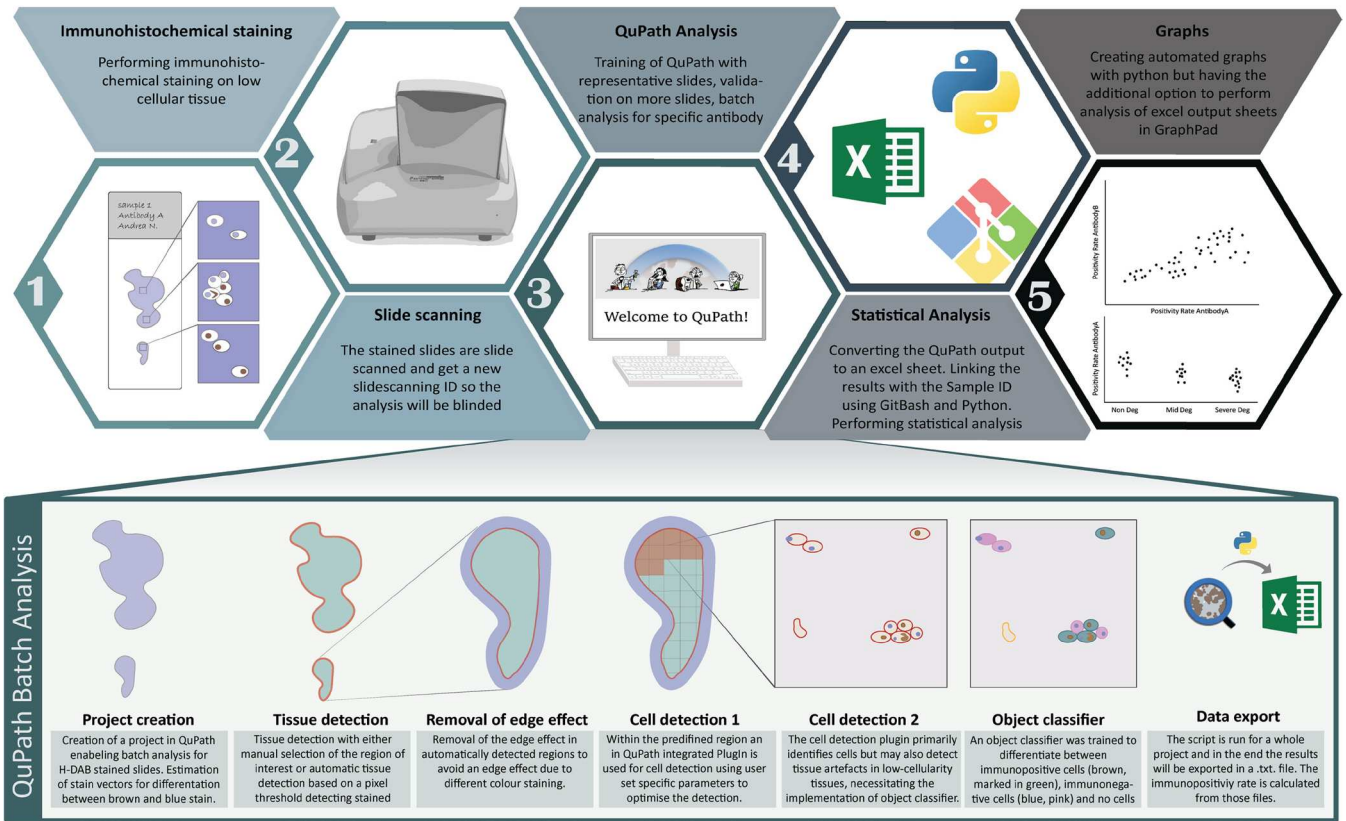 Immunohistochemical staining
Performing immunohisto-
chemical staining on low
cellular tissue
QuPath Analysis
Training of QuPath with
representative slides, valida-
tion on more slides, batch
analysis for specific antibody
Graphs
Creating automated graphs
with python but having the
additional option to perform
analysis of excel output sheets
in GraphPad
2
4
X
1
Sample 1
Antibody A
Andrea N.
3
Welcome to QuPath!
5
Positivity Rate AntibodyB
Positivity Rate AntibodyA
Positivity Rate AntibodyA
Non Deg
Mid Deg
Severe Deg
Slide scanning
The stained slides are slide
scanned and get a new
slidescanning ID so the
analysis will be blinded
Statistical Analysis
Converting the QuPath output
to an excel sheet. Linking the
results with the Sample ID
using GitBash and Python.
Performing statistical analysis
QuPath Batch Analysis
X
Project creation
Creation of a project in QuPath
enabeling batch analysis for
H-DAB stained slides. Estimation
of stain vectors for differentation
between brown and blue stain.
Tissue detection
Tissue detection with either
manual selection of the region of
interest or automatic tissue
detection based on a pixel
threshold detecting stained
Removal of edge effect
Removal of the edge effect in
automatically detected regions to
avoid an edge effect due to
different colour staining.
Cell detection 1
Within the predifined region an
in QuPath integrated PlugIn is
used for cell detection using user
set specific parameters to
optimise the detection.
Cell detection 2
The cell detection plugin primarily
identifies cells but may also detect
tissue artefacts in low-cellularity
tissues, necessitating the
implementation of object classifier.
Object classifier
An object classifier was trained to
differentiate between
immunopositive cells (brown,
marked in green), immunonega-
tive cells (blue, pink) and no cells
Data export
The script is run for a whole
project and in the end the results
will be exported in a .txt. file. The
immunopositiviy rate is calculated
from those files.